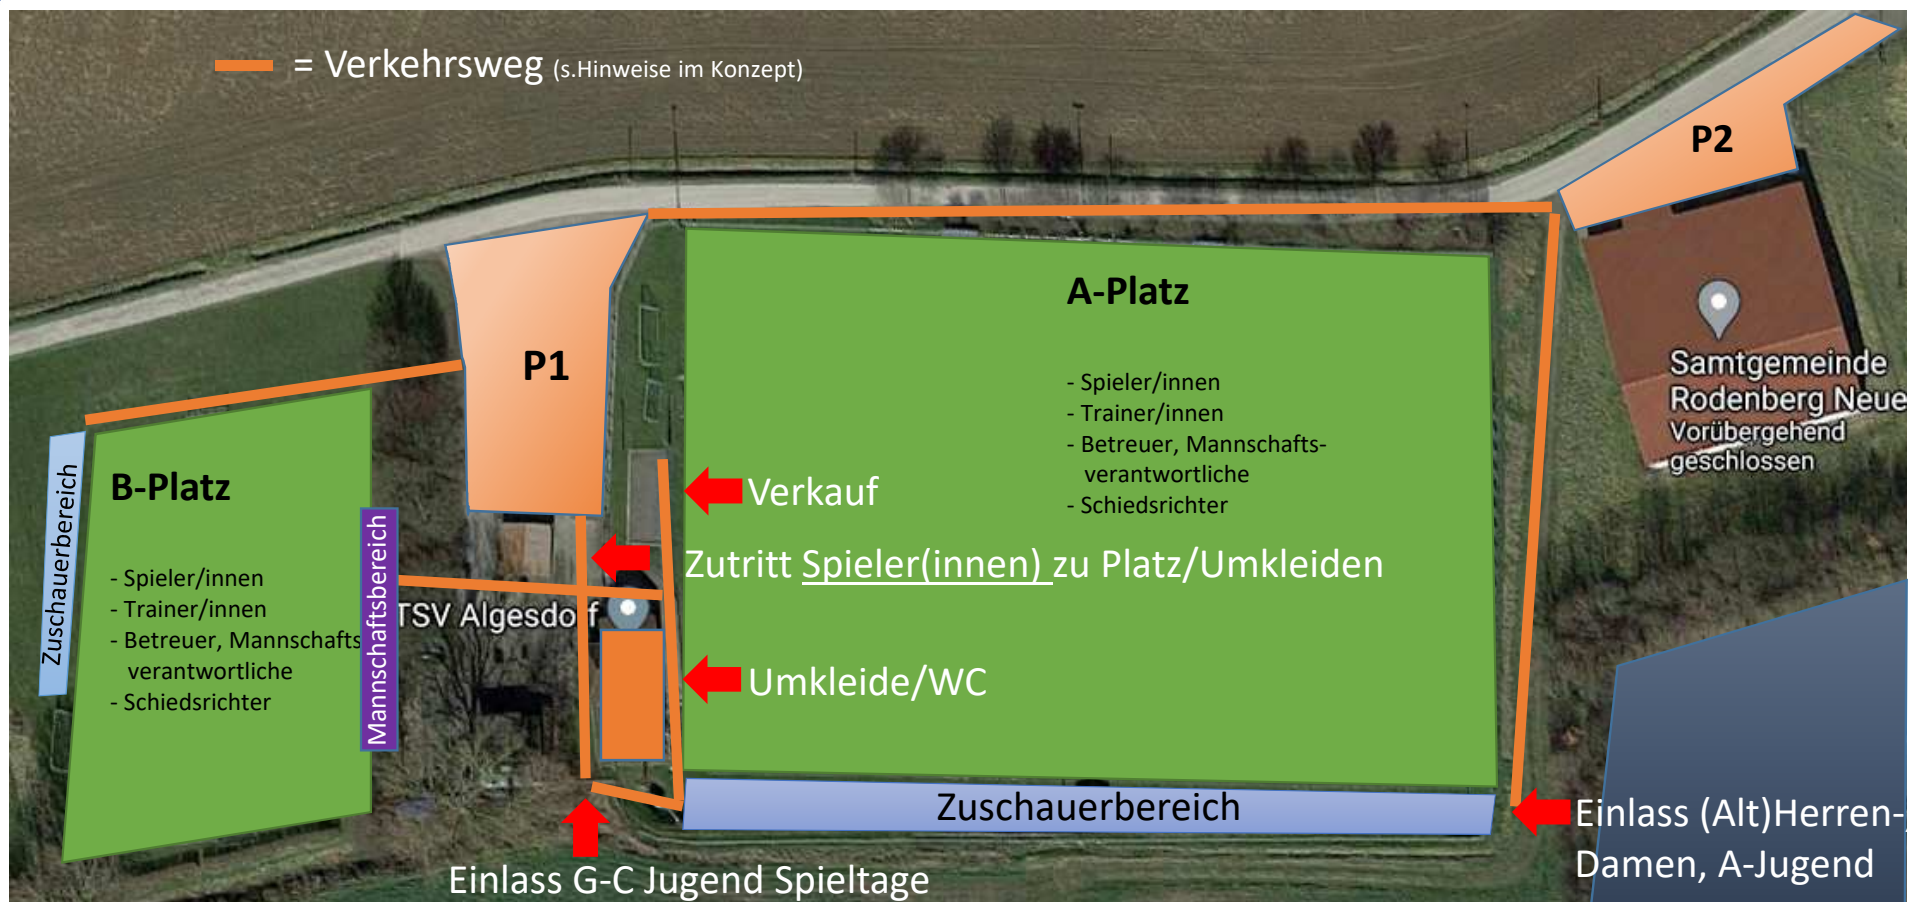 = Verkehrsweg (s.Hinweise im Konzept)
P2
A-Platz
P1
Samtgemeinde
Rodenberg Neue
Vorübergehend
geschlossen
- Spieler/innen
- Trainer/innen
- Betreuer, Mannschafts-
verantwortliche
- Schiedsrichter
B-Platz
Zuschauerbereich
Mannschaftsbereich
- Spieler/innen
- Trainer/innen
- Betreuer, Mannschafts
verantwortliche
- Schiedsrichter
Verkauf
Zutritt Spieler(innen) zu Platz/Umkleiden
TSV Algesdorf
Umkleide/WC
Zuschauerbereich
Einlass (Alt)Herren-,
Damen, A-Jugend
Einlass G-C Jugend Spieltage